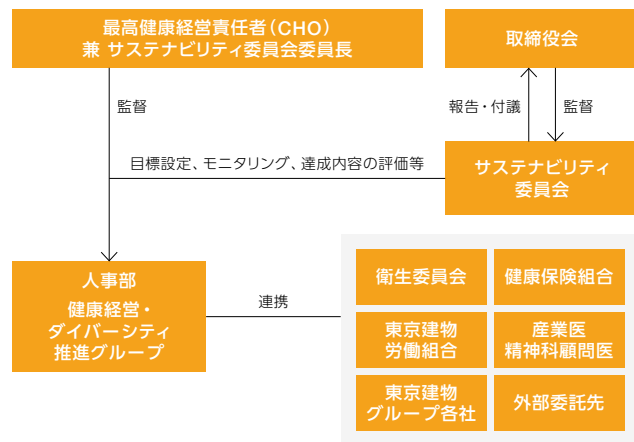 最高健康経営責任者(CHO)
兼 サステナビリティ委員会委員長
取締役会
監督
報告・付議
監督
目標設定、モニタリング、達成内容の評価等
サステナビリティ
委員会
人事部
健康経営・
ダイバーシティ
推進グループ
連携
衛生委員会
健康保険組合
東京建物
労働組合
産業医
精神科顧問医
東京建物
グループ各社
外部委託先